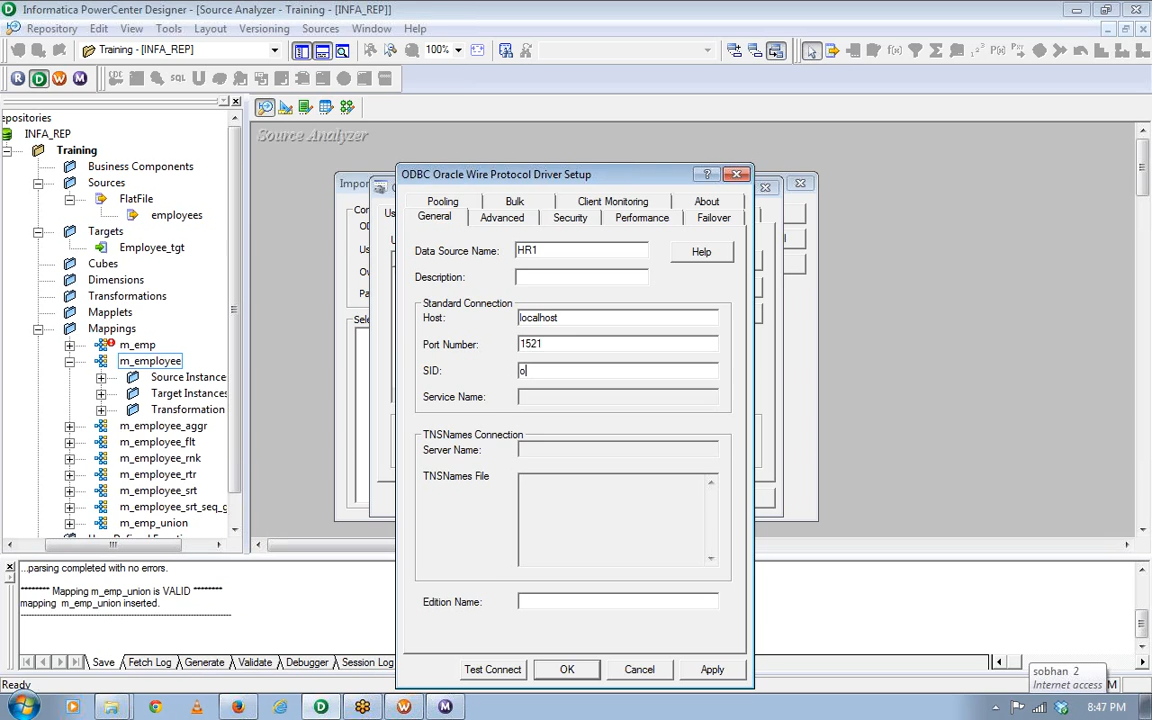 Informatica PowerCenter Designer - [Source Analyzer - Training - [INFA_REP]]
Repository Edit View Tools Layout Versioning Sources Window Help
Training - [INFA_REP]
100%
R D W M
SQL
epositories
INFA_REP
Training
Business Components
Sources
FlatFile
employees
Targets
Employee_tgt
Cubes
Dimensions
Transformations
Mapplets
Mappings
m_emp
m_employee
Source Instance
Target Instances
Transformation
m_employee_aggr
m_employee_flt
m_employee_rnk
m_employee_rtr
m_employee_srt
m_employee_srt_seq_g
m_emp_union
Source Analyzer
Impor
Sele
ODBC Oracle Wire Protocol Driver Setup
Pooling Bulk Client Monitoring About
General Advanced Security Performance Failover
Data Source Name: HR1
Help
Description:
Standard Connection
Host: localhost
Port Number: 1521
SID: o
Service Name:
TNSNames Connection
Server Name:
TNSNames File
Edition Name:
Test Connect OK Cancel Apply
...parsing completed with no errors.
******** Mapping m_emp_union is VALID ********
mapping m_emp_union inserted.
Save Fetch Log Generate Validate Debugger Session Log
Ready
sobhan 2
Internet access
8:47 PM